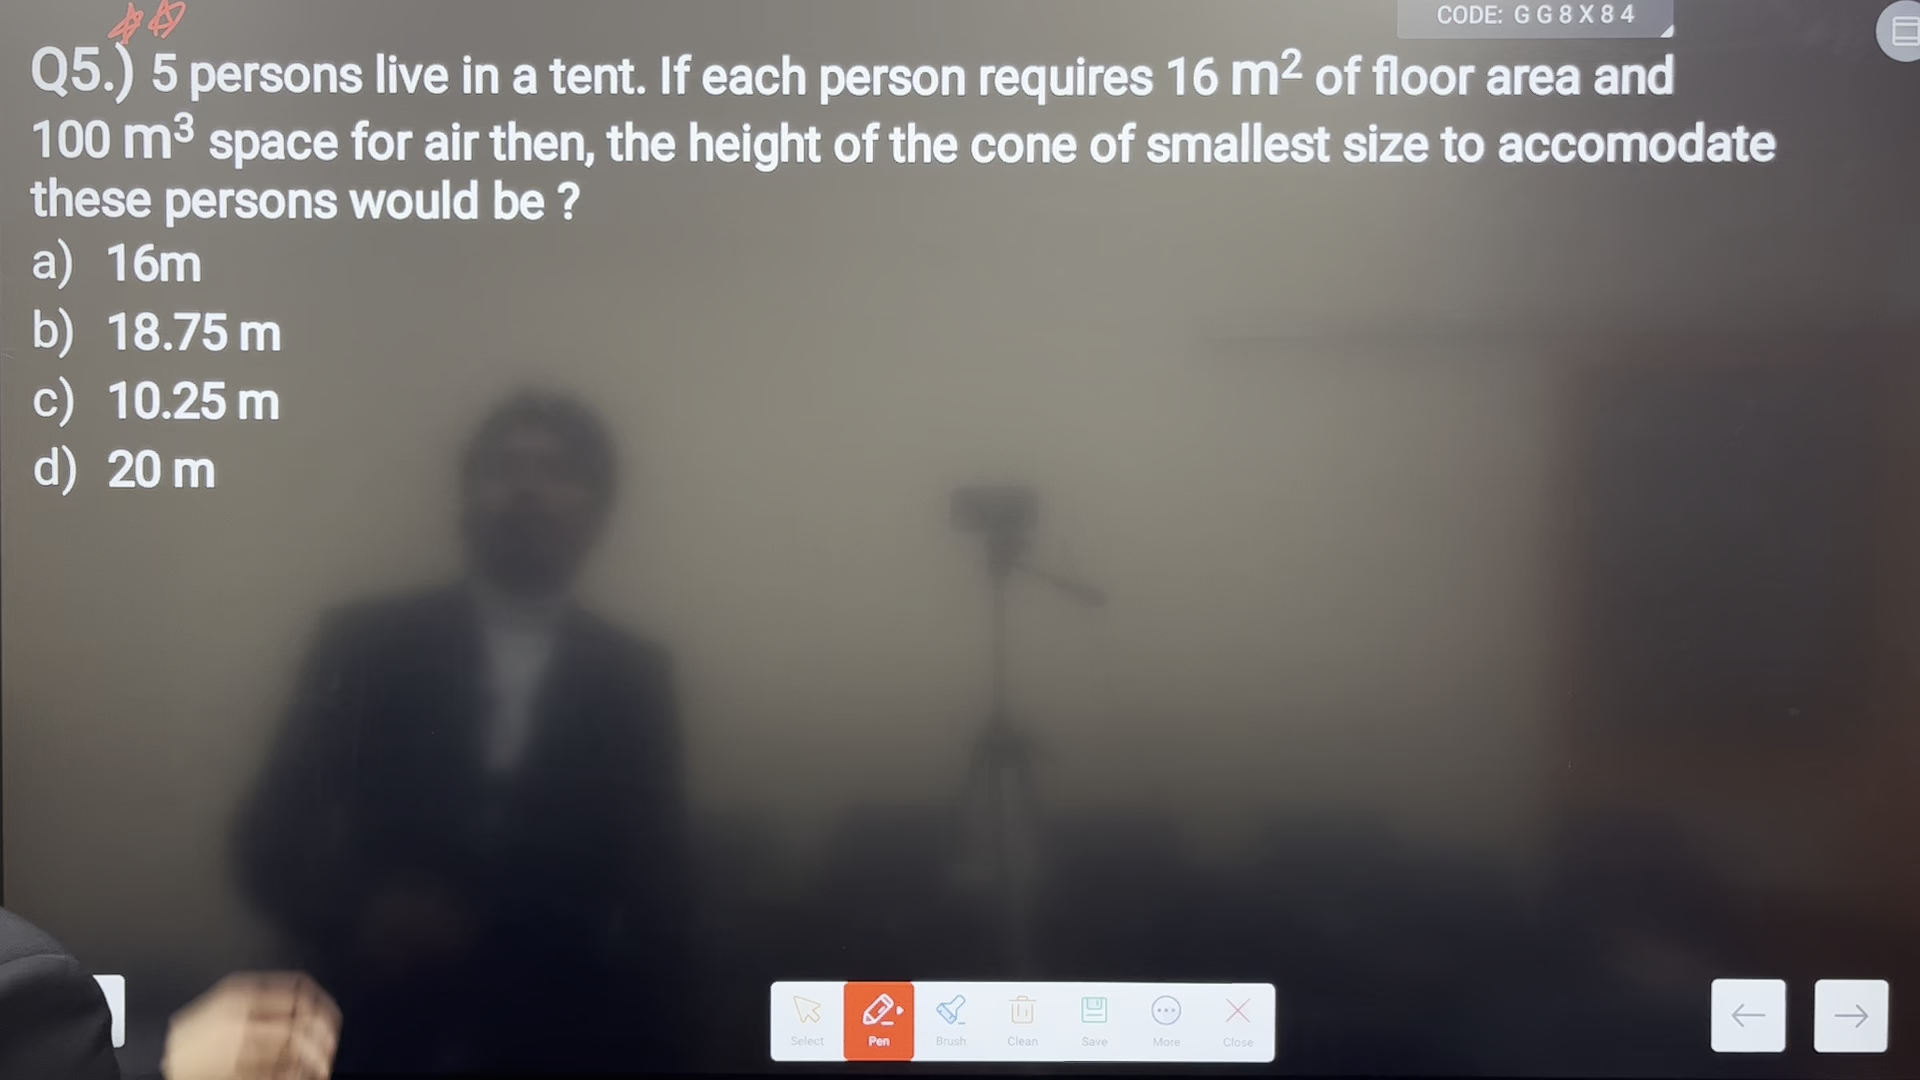 CODE: GG8X84
Q5.) 5 persons live in a tent. If each person requires 16 m² of floor area and
100 m³ space for air then, the height of the cone of smallest size to accomodate
these persons would be ?
a) 16m
b) 18.75 m
c) 10.25 m
d) 20 m
Select Pen Brush Clean Save More Close